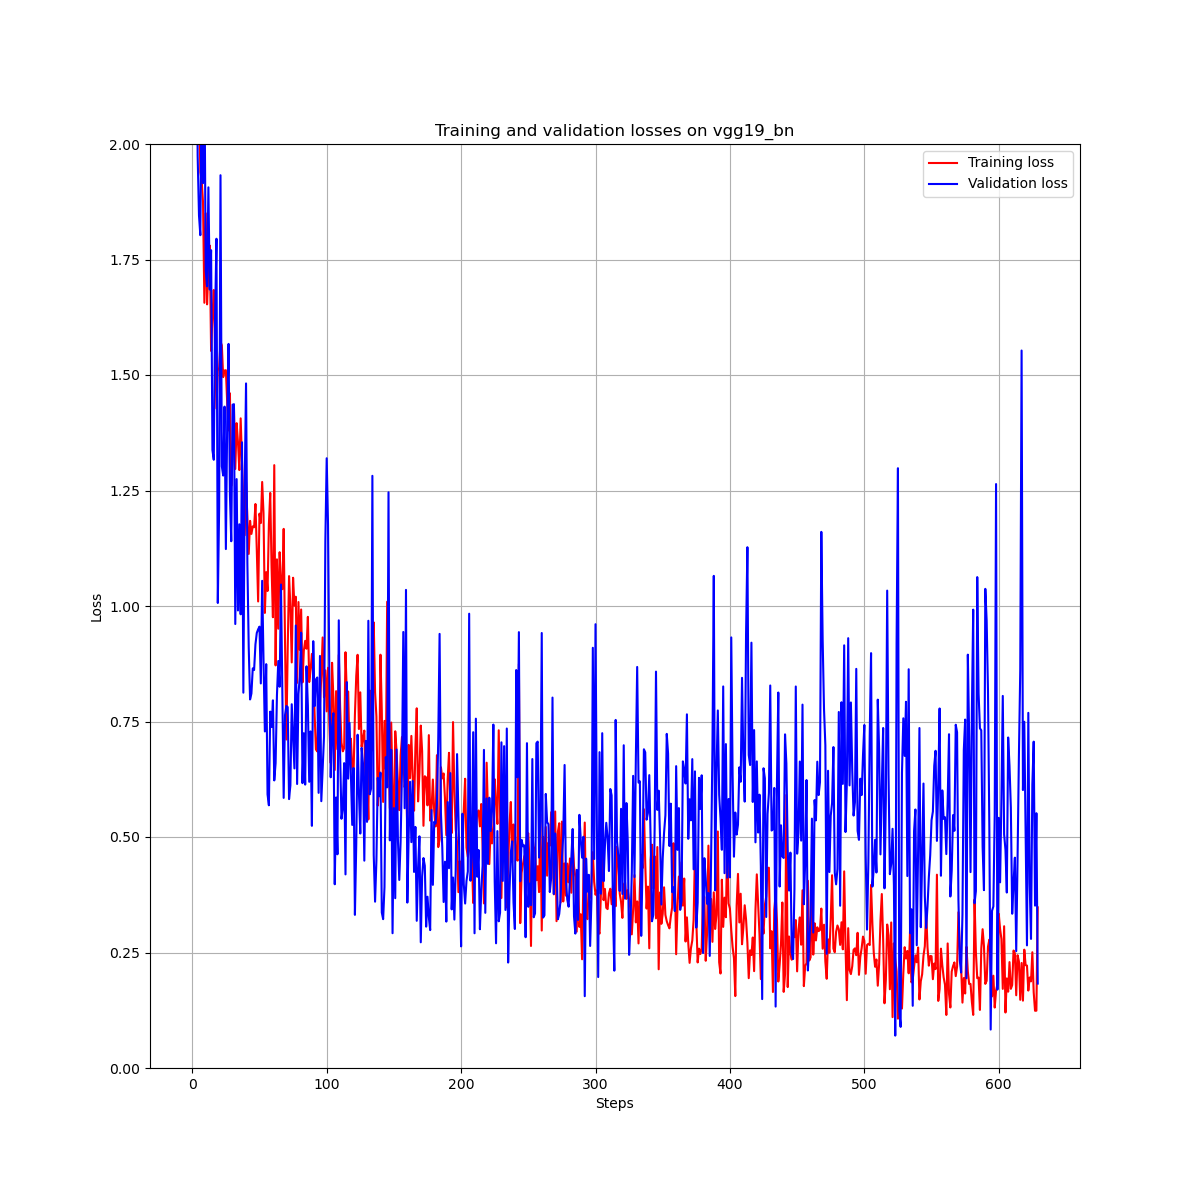 Training and validation losses on vgg19_bn
2.00
1.75
1.50
1.25
1.00
0.75
0.50
0.25
0.00
Loss
Training loss
Validation loss
0 100 200 300 400 500 600
Steps